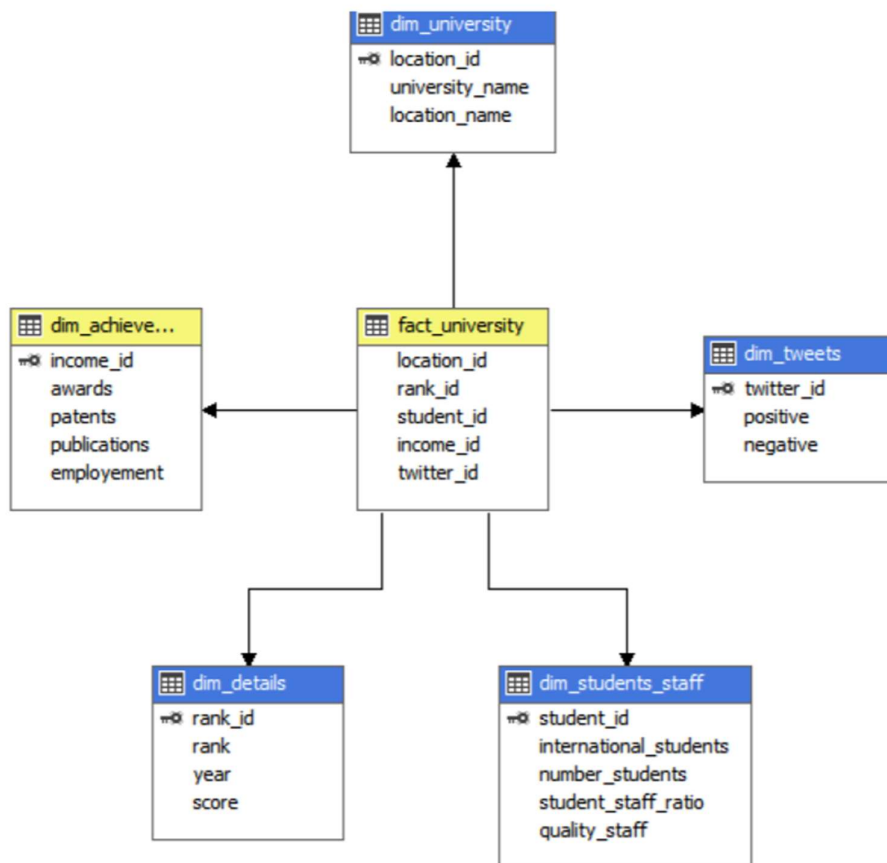 dim_university
location_id
university_name
location_name
dim_achieve...
income_id
awards
patents
publications
employement
fact_university
location_id
rank_id
student_id
income_id
twitter_id
dim_tweets
twitter_id
positive
negative
dim_details
rank_id
rank
year
score
dim_students_staff
student_id
international_students
number_students
student_staff_ratio
quality_staff